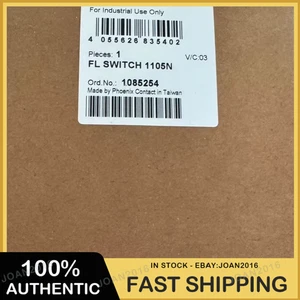 For Industrial Use Only
4 055626 835402
Pieces: 1
V/C:03
FL SWITCH 1105N
Ord.No.: 1085254
Made by Phoenix Contact in Taiwan
JOAN2016
100%
AUTHENTIC
IN STOCK - EBAY:JOAN2016
FAST SHIPPING